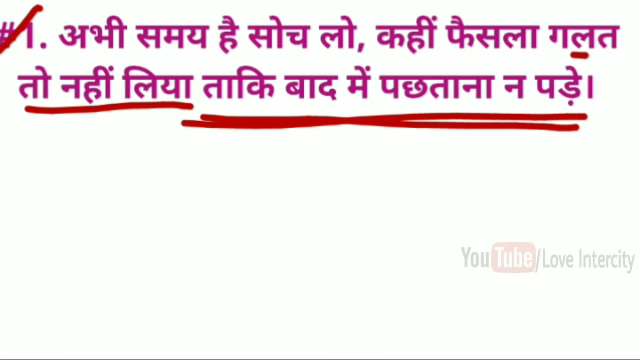 #1. अभी समय है सोच लो, कहीं फैसला गलत
तो नहीं लिया ताकि बाद में पछताना न पड़े।
YouTube/Love Intercity